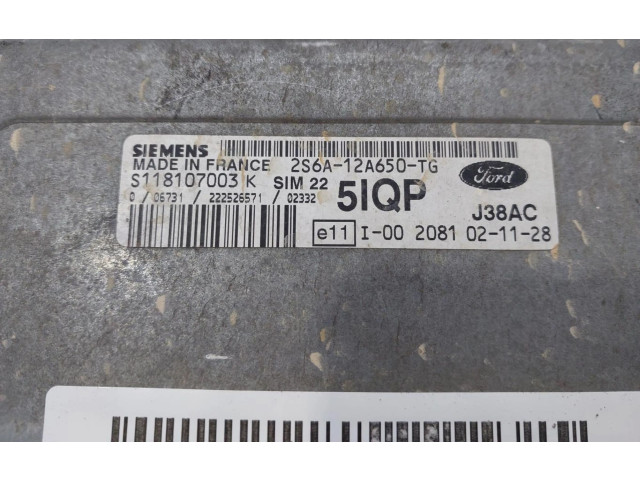 SIEMENS
MADE IN FRANCE 2S6A-12A650-TG
S118107003 K SIM 22
0 / 06731 / 222526571 / 02332
5IQP
Ford
J38AC
e11 I-00 2081 02-11-28